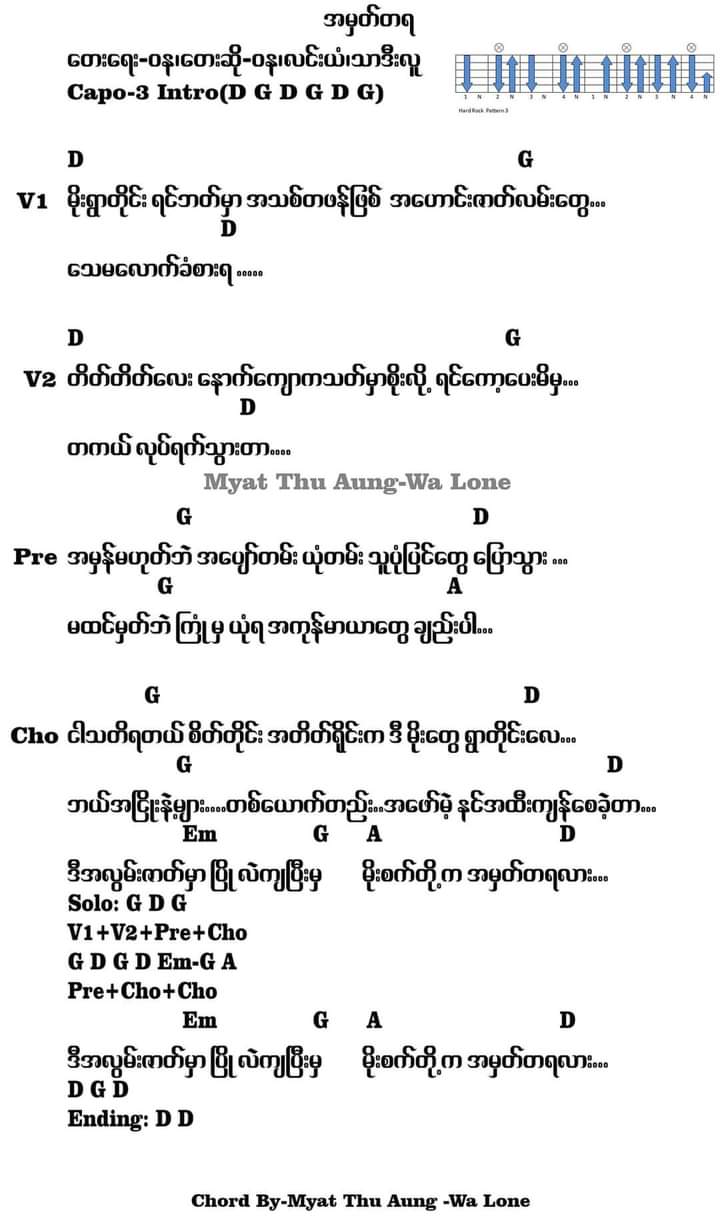 အမှတ်တရ
တေးရေး-ဝန၊တေးဆို-ဝန၊လင်းယံ၊သာဒီးလူ
Capo-3 Intro(D G D G D G)
1 N 2 N 3 N 4 N 1 N 2 N 3 N 4 N
Hard Rock Pattern 3
D G
V1 မိုးရွာတိုင်း ရင်ဘတ်မှာ အသစ်တဖန်ဖြစ် အဟောင်းဇာတ်လမ်းတွေ...
D
သေမလောက်ခံစားရ .....
D G
V2 တိတ်တိတ်လေး နောက်ကျောကသတ်မှာစိုးလို့ ရင်ကော့ပေးမိမှ...
D
တကယ် လုပ်ရက်သွားတာ....
Myat Thu Aung-Wa Lone
G D
Pre အမှန်မဟုတ်ဘဲ အပျော်တမ်း ယုံတမ်း သူပုံပြင်တွေ ပြောသွား ...
G A
မထင်မှတ်ဘဲ ကြုံမှ ယုံရ အကုန်မာယာတွေ ချည်းပါ...
G D
Cho ငါသတိရတယ် စိတ်တိုင်း အတိတ်ရိုင်းက ဒီ မိုးတွေ ရွာတိုင်းလေ...
G D
ဘယ်အငြိုးနဲ့များ....တစ်ယောက်တည်း..အဖော်မဲ့ နင်အထီးကျန်စေခဲ့တာ...
Em G A D
ဒီအလွမ်းဇာတ်မှာ ပြို လဲကျပြီးမှ မိုးစက်တို့က အမှတ်တရလား...
Solo: G D G
V1+V2+Pre+Cho
G D G D Em-G A
Pre+Cho+Cho
Em G A D
ဒီအလွမ်းဇာတ်မှာ ပြို လဲကျပြီးမှ မိုးစက်တို့က အမှတ်တရလား...
D G D
Ending: D D
Chord By-Myat Thu Aung -Wa Lone